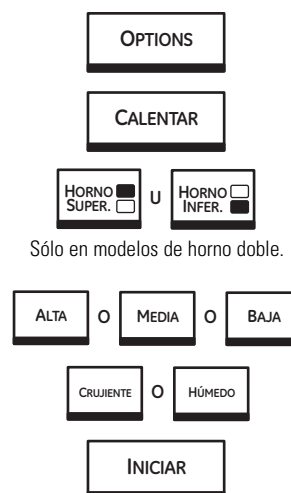 OPTIONS
CALENTAR
HORNO SUPER. U HORNO INFER.
Sólo en modelos de horno doble.
ALTA O MEDIA O BAJA
CRUJIENTE O HÚMEDO
INICIAR